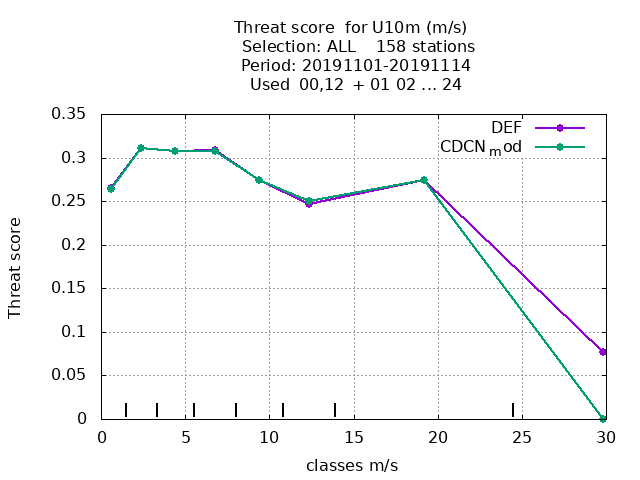 Threat score  for U10m (m/s)
Selection: ALL    158 stations
Period: 20191101-20191114
Used  00,12  + 01 02 ... 24
0.35
0.3
0.25
0.2
0.15
0.1
0.05
0
0 5 10 15 20 25 30
Threat score
classes m/s
DEF
CDCNmod